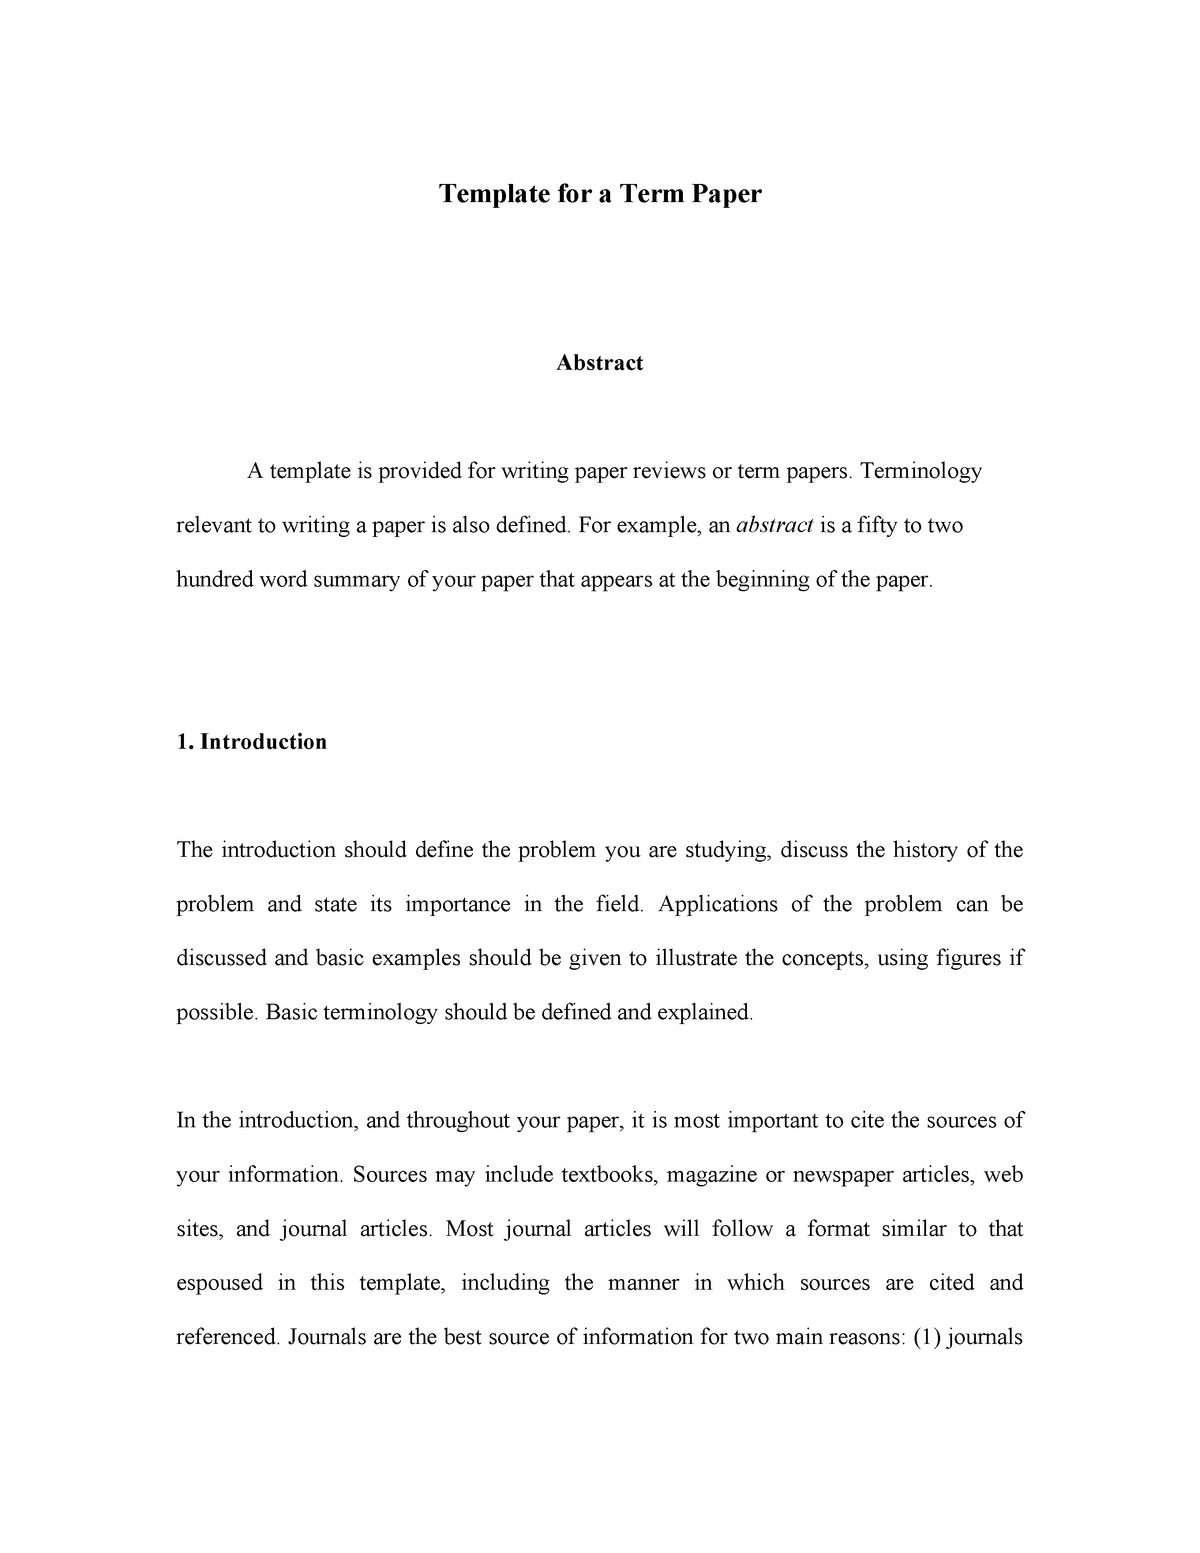 Template for a Term Paper
Abstract
A template is provided for writing paper reviews or term papers. Terminology
relevant to writing a paper is also defined. For example, an abstract is a fifty to two
hundred word summary of your paper that appears at the beginning of the paper.
1. Introduction
The introduction should define the problem you are studying, discuss the history of the
problem and state its importance in the field. Applications of the problem can be
discussed and basic examples should be given to illustrate the concepts, using figures if
possible. Basic terminology should be defined and explained.
In the introduction, and throughout your paper, it is most important to cite the sources of
your information. Sources may include textbooks, magazine or newspaper articles, web
sites, and journal articles. Most journal articles will follow a format similar to that
espoused in this template, including the manner in which sources are cited and
referenced. Journals are the best source of information for two main reasons: (1) journals